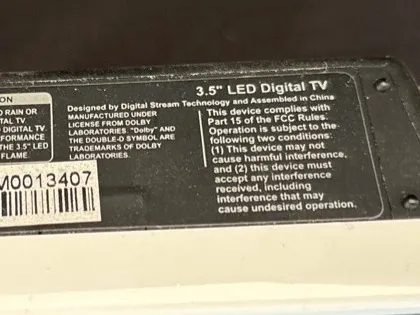 3.5" LED Digital TV
Designed by Digital Stream Technology and Assembled in China
ON
RAIN OR
TAL TV
DIGITAL TV
FORMANCE
THE 3.5" LED
FLAME.
MANUFACTURED UNDER
LICENSE FROM DOLBY
LABORATORIES. "Dolby" AND
THE DOUBLE-D SYMBOL ARE
TRADEMARKS OF DOLBY
LABORATORIES.
This device complies with
Part 15 of the FCC Rules.
Operation is subject to the
following two conditions:
(1) This device may not
cause harmful interference,
and (2) this device must
accept any interference
received, including
interference that may
cause undesired operation.
M0013407